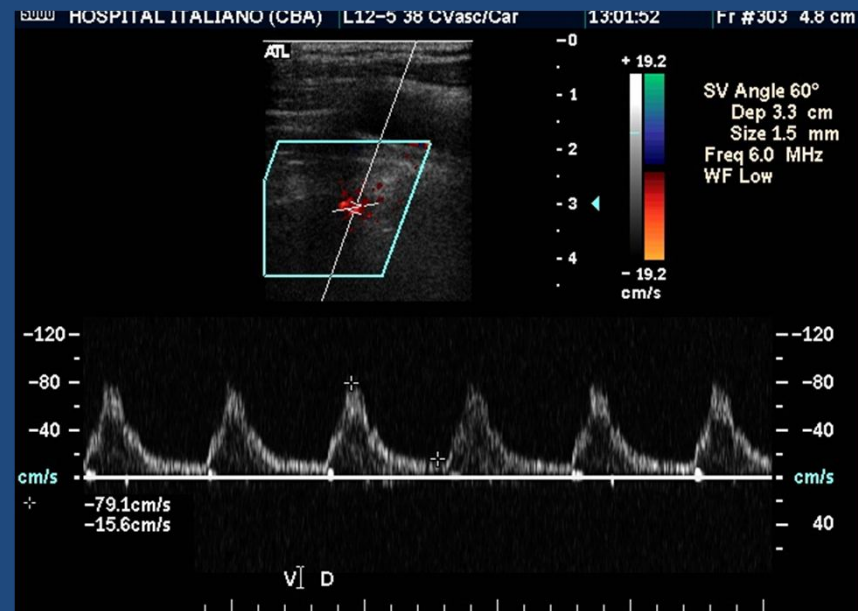 5000 HOSPITAL ITALIANO (CBA) L12-5 38 CVasc/Car 13:01:52 Fr #303 4.8 cm
ATL
-0
- 1
- 2
- 3
- 4
+ 19.2
- 19.2
cm/s
SV Angle 60°
Dep 3.3 cm
Size 1.5 mm
Freq 6.0 MHz
WF Low
-120- --120
-80 - - -80
-40 - - -40
cm/s - - cm/s
-79.1cm/s
-15.6cm/s
- 40
V D